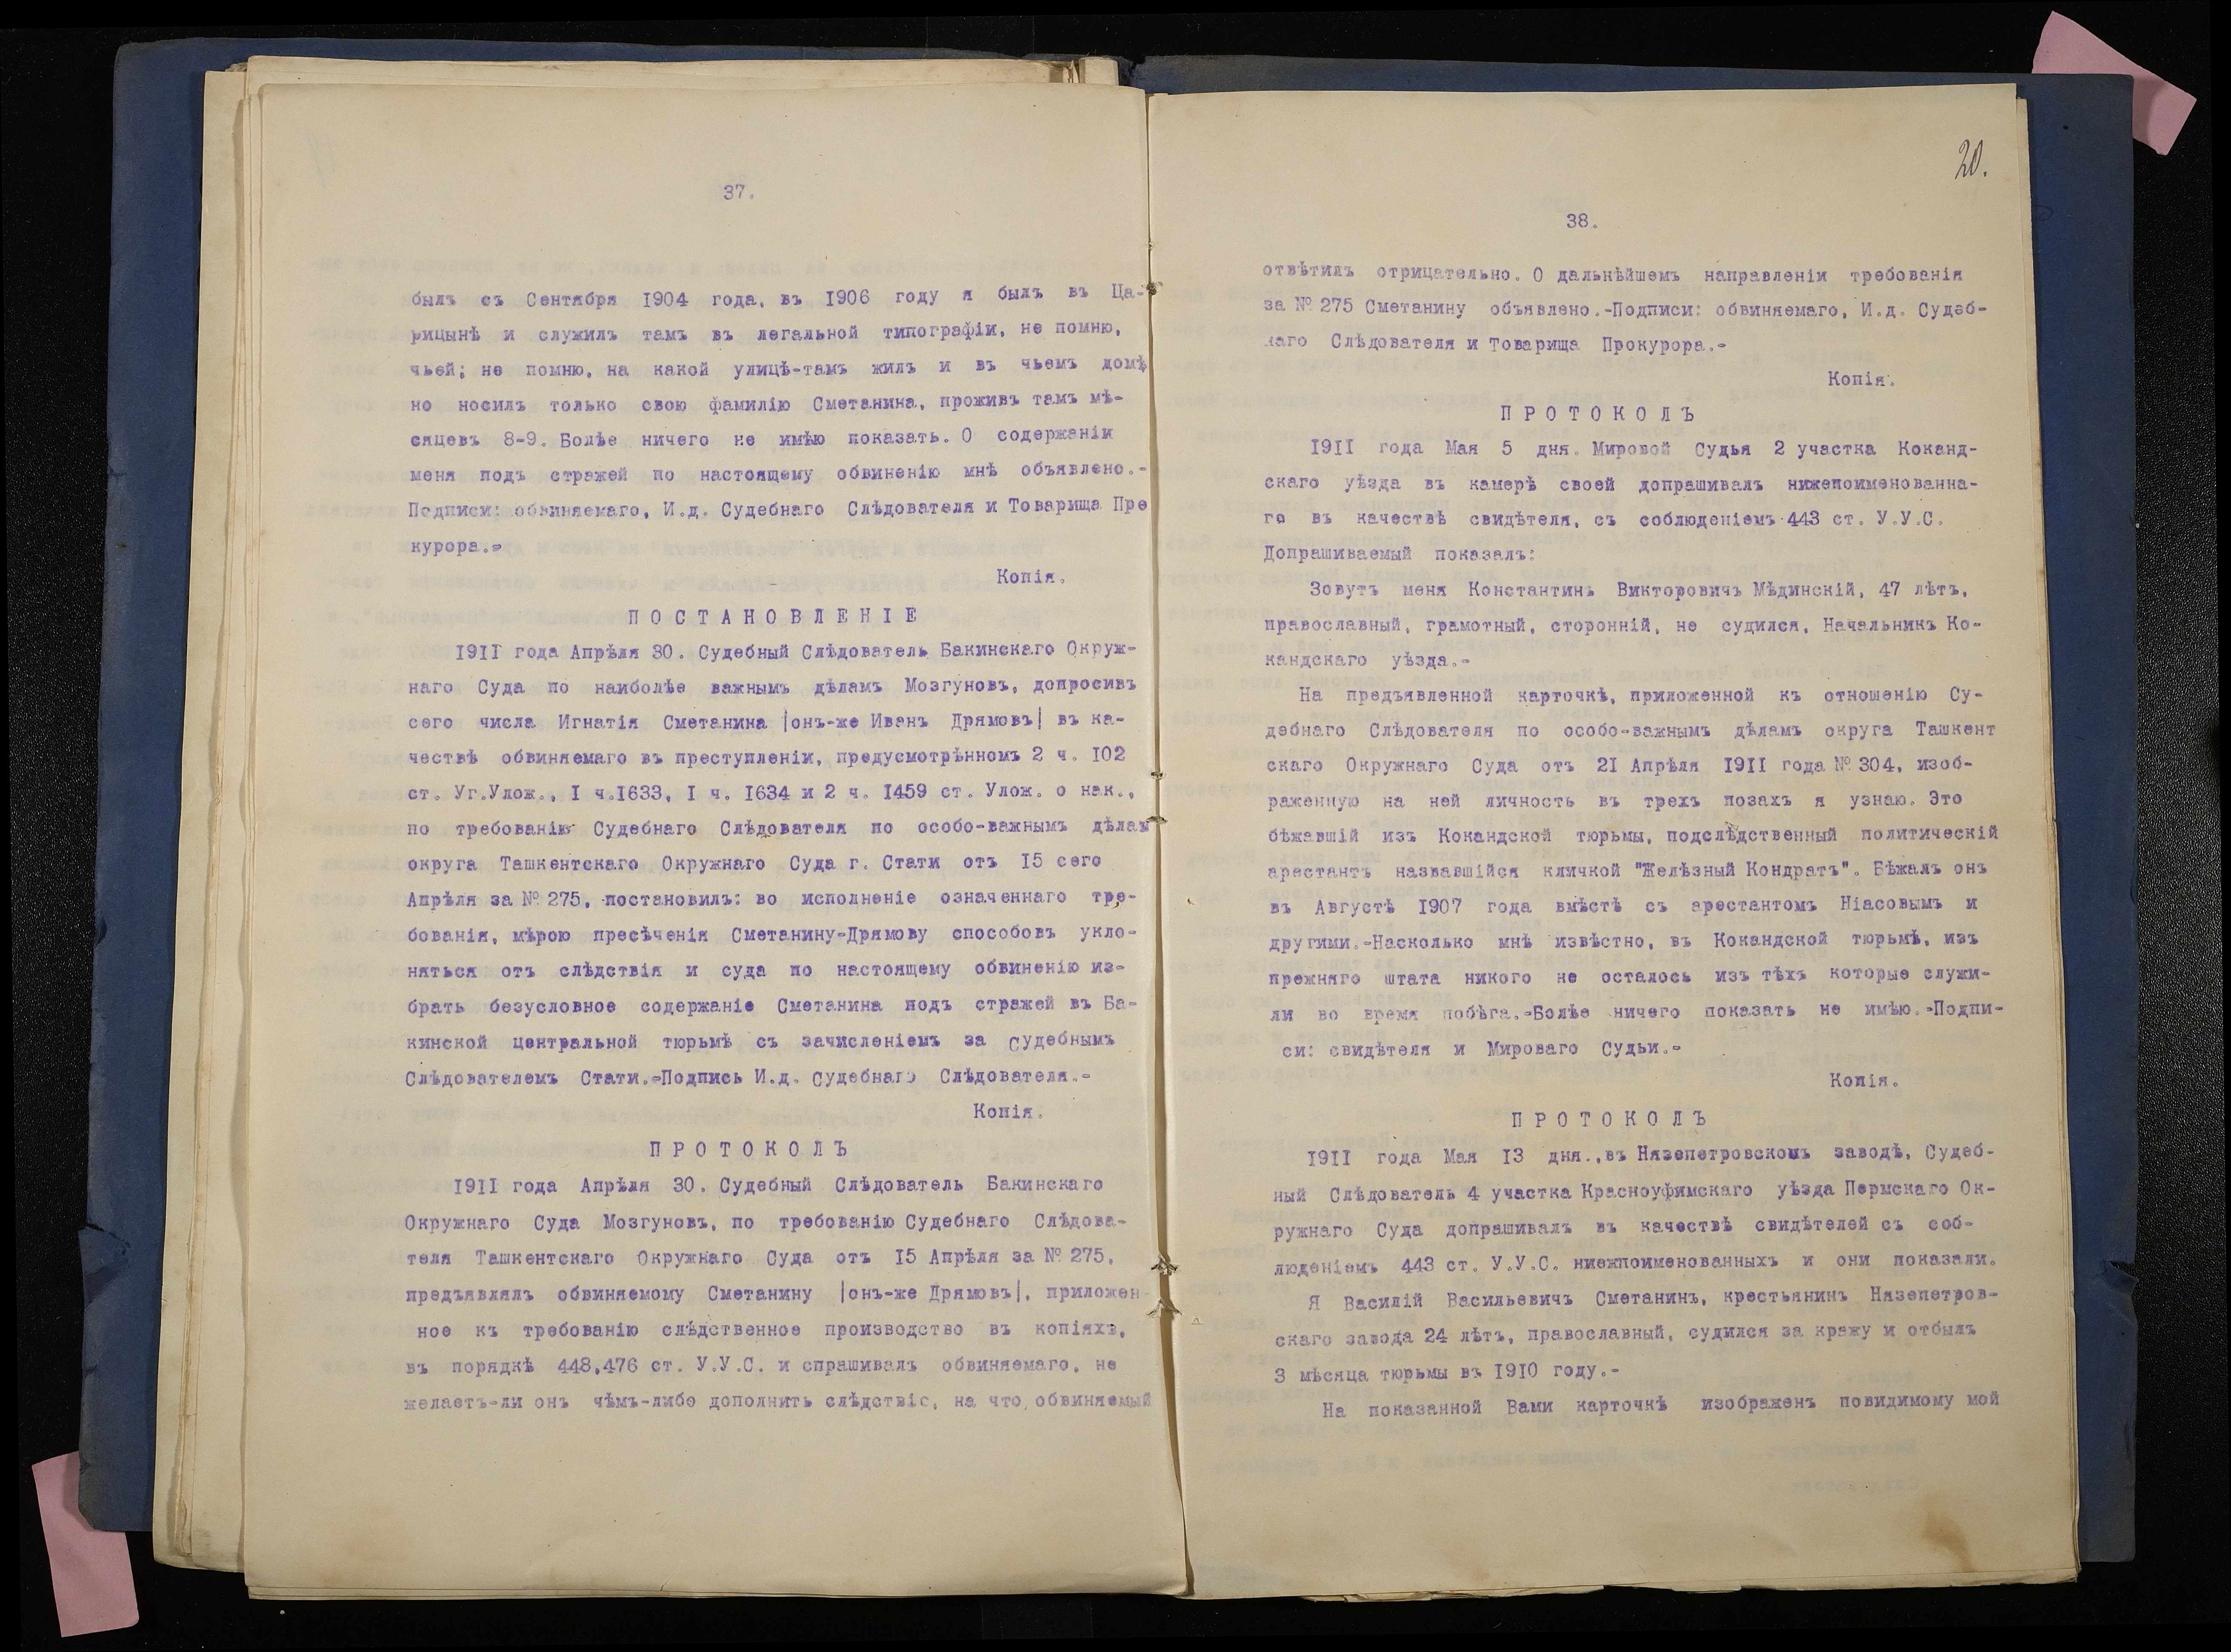 37.
былъ съ Сентября 1904 года, въ 1906 году я былъ въ Ца-
рицынѣ и служилъ тамъ въ легальной типографіи, не помню,
чьей; не помню, на какой улицѣ-тамъ жилъ и въ чьемъ домѣ
но носилъ только свою фамилію Сметанина, проживъ тамъ мѣ-
сяцевъ 8-9. Болѣе ничего не имѣю показать. О содержаніи
меня подъ стражей по настоящему обвиненію мнѣ объявлено.-
Подписи: обвиняемаго, И.д. Судебнаго Слѣдователя и Товарища Про
курора.-
Копія.
ПОСТАНОВЛЕНІЕ
1911 года Апрѣля 30. Судебный Слѣдователь Бакинскаго Окруж-
наго Суда по наиболѣе важнымъ дѣламъ Мозгуновъ, допросивъ
сего числа Игнатія Сметанина |онъ-же Иванъ Дрямовъ| въ ка-
чествѣ обвиняемаго въ преступленіи, предусмотрѣнномъ 2 ч. 102
ст. Уг.Улож., I ч.1633, I ч. 1634 и 2 ч. 1459 ст. Улож. о нак.,
по требованію Судебнаго Слѣдователя по особо-важнымъ дѣлам
округа Ташкентскаго Окружнаго Суда г. Стати отъ 15 сего
Апрѣля за № 275, постановилъ: во исполненіе означеннаго тре-
бованія, мѣрою пресѣченія Сметанину-Дрямову способовъ укло-
няться отъ слѣдствія и суда по настоящему обвиненію из-
брать безусловное содержаніе Сметанина подъ стражей въ Ба-
кинской центральной тюрьмѣ съ зачисленіемъ за Судебнымъ
Слѣдователемъ Стати.-Подпись И.д. Судебнаго Слѣдователя.-
Копія.
ПРОТОКОЛЪ
1911 года Апрѣля 30. Судебный Слѣдователь Бакинскаго
Окружнаго Суда Мозгуновъ, по требованію Судебнаго Слѣдова-
теля Ташкентскаго Окружнаго Суда отъ 15 Апрѣля за № 275,
предъявлялъ обвиняемому Сметанину |онъ-же Дрямовъ|, приложен-
ное къ требованію слѣдственное производство въ копіяхъ,
въ порядкѣ 448,476 ст. У.У.С. и спрашивалъ обвиняемаго, не
желаетъ-ли онъ чѣмъ-либо дополнить слѣдствіе, на что обвиняемый
20.
38.
отвѣтилъ отрицательно. О дальнѣйшемъ направленіи требованія
за № 275 Сметанину объявлено.-Подписи: обвиняемаго, И.д. Судеб-
наго Слѣдователя и Товарища Прокурора.-
Копія.
ПРОТОКОЛЪ
1911 года Мая 5 дня. Мировой Судья 2 участка Коканд-
скаго уѣзда въ камерѣ своей допрашивалъ нижепоименованна-
го въ качествѣ свидѣтеля, съ соблюденіемъ 443 ст. У.У.С.
Допрашиваемый показалъ:
Зовутъ меня Константинъ Викторовичъ Мѣдинскій, 47 лѣтъ,
православный, грамотный, сторонній, не судился, Начальникъ Ко-
кандскаго уѣзда.-
На предъявленной карточкѣ, приложенной къ отношенію Су-
дебнаго Слѣдователя по особо-важнымъ дѣламъ округа Ташкент
скаго Окружнаго Суда отъ 21 Апрѣля 1911 года № 304, изоб-
раженную на ней личность въ трехъ позахъ я узнаю. Это
бѣжавшій изъ Кокандской тюрьмы, подслѣдственный политическій
арестантъ назвавшійся кличкой "Желѣзный Кондратъ". Бѣжалъ онъ
въ Августѣ 1907 года вмѣстѣ съ арестантомъ Ніасовымъ и
другими.-Насколько мнѣ извѣстно, въ Кокандской тюрьмѣ, изъ
прежняго штата никого не осталось изъ тѣхъ которые служи-
ли во время побѣга.-Болѣе ничего показать не имѣю.-Подпи-
си: свидѣтеля и Мироваго Судьи.-
Копія.
ПРОТОКОЛЪ
1911 года Мая 13 дня.,въ Нязепетровскомъ заводѣ, Судеб-
ный Слѣдователь 4 участка Красноуфимскаго уѣзда Пермскаго Ок-
ружнаго Суда допрашивалъ въ качествѣ свидѣтелей съ соб-
людeніемъ 443 ст. У.У.С. ниежпоименованныхъ и они показали.
Я Василій Васильевичъ Сметанинъ, крестьянинъ Нязепетров-
скаго завода 24 лѣтъ, православный, судился за кражу и отбылъ
3 мѣсяца тюрьмы въ 1910 году.-
На показанной Вами карточкѣ изображенъ повидимому мой